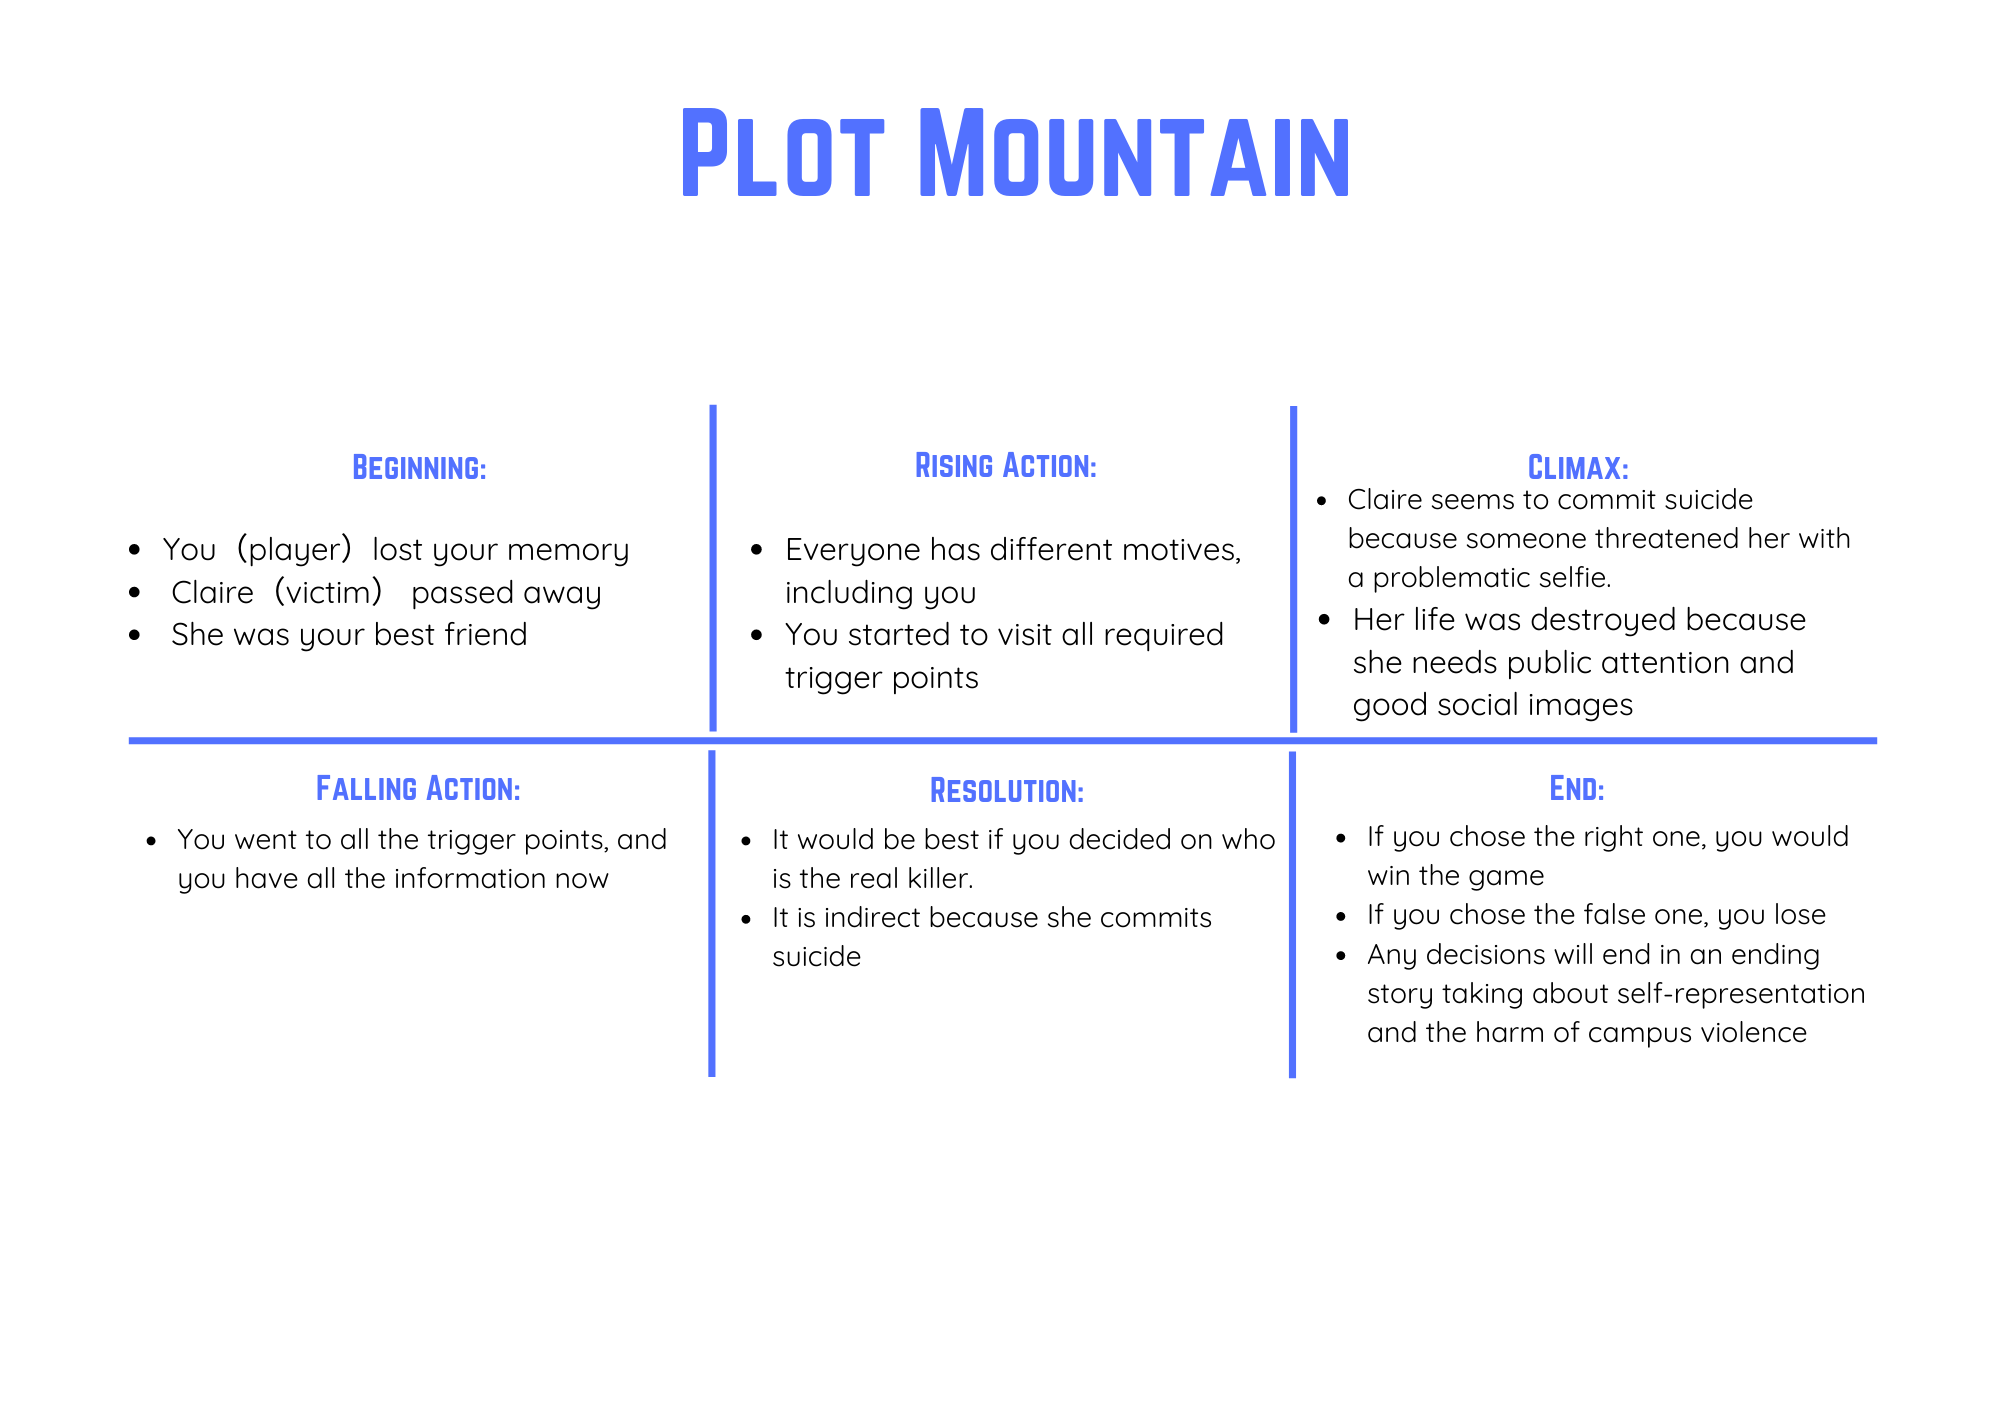 Plot Mountain
Beginning:
• You（player）lost your memory
• Claire（victim） passed away
• She was your best friend
Rising Action:
• Everyone has different motives,
including you
• You started to visit all required
trigger points
Climax:
• Claire seems to commit suicide
because someone threatened her with
a problematic selfie.
• Her life was destroyed because
she needs public attention and
good social images
Falling Action:
• You went to all the trigger points, and
you have all the information now
Resolution:
• It would be best if you decided on who
is the real killer.
• It is indirect because she commits
suicide
End:
• If you chose the right one, you would
win the game
• If you chose the false one, you lose
• Any decisions will end in an ending
story taking about self-representation
and the harm of campus violence